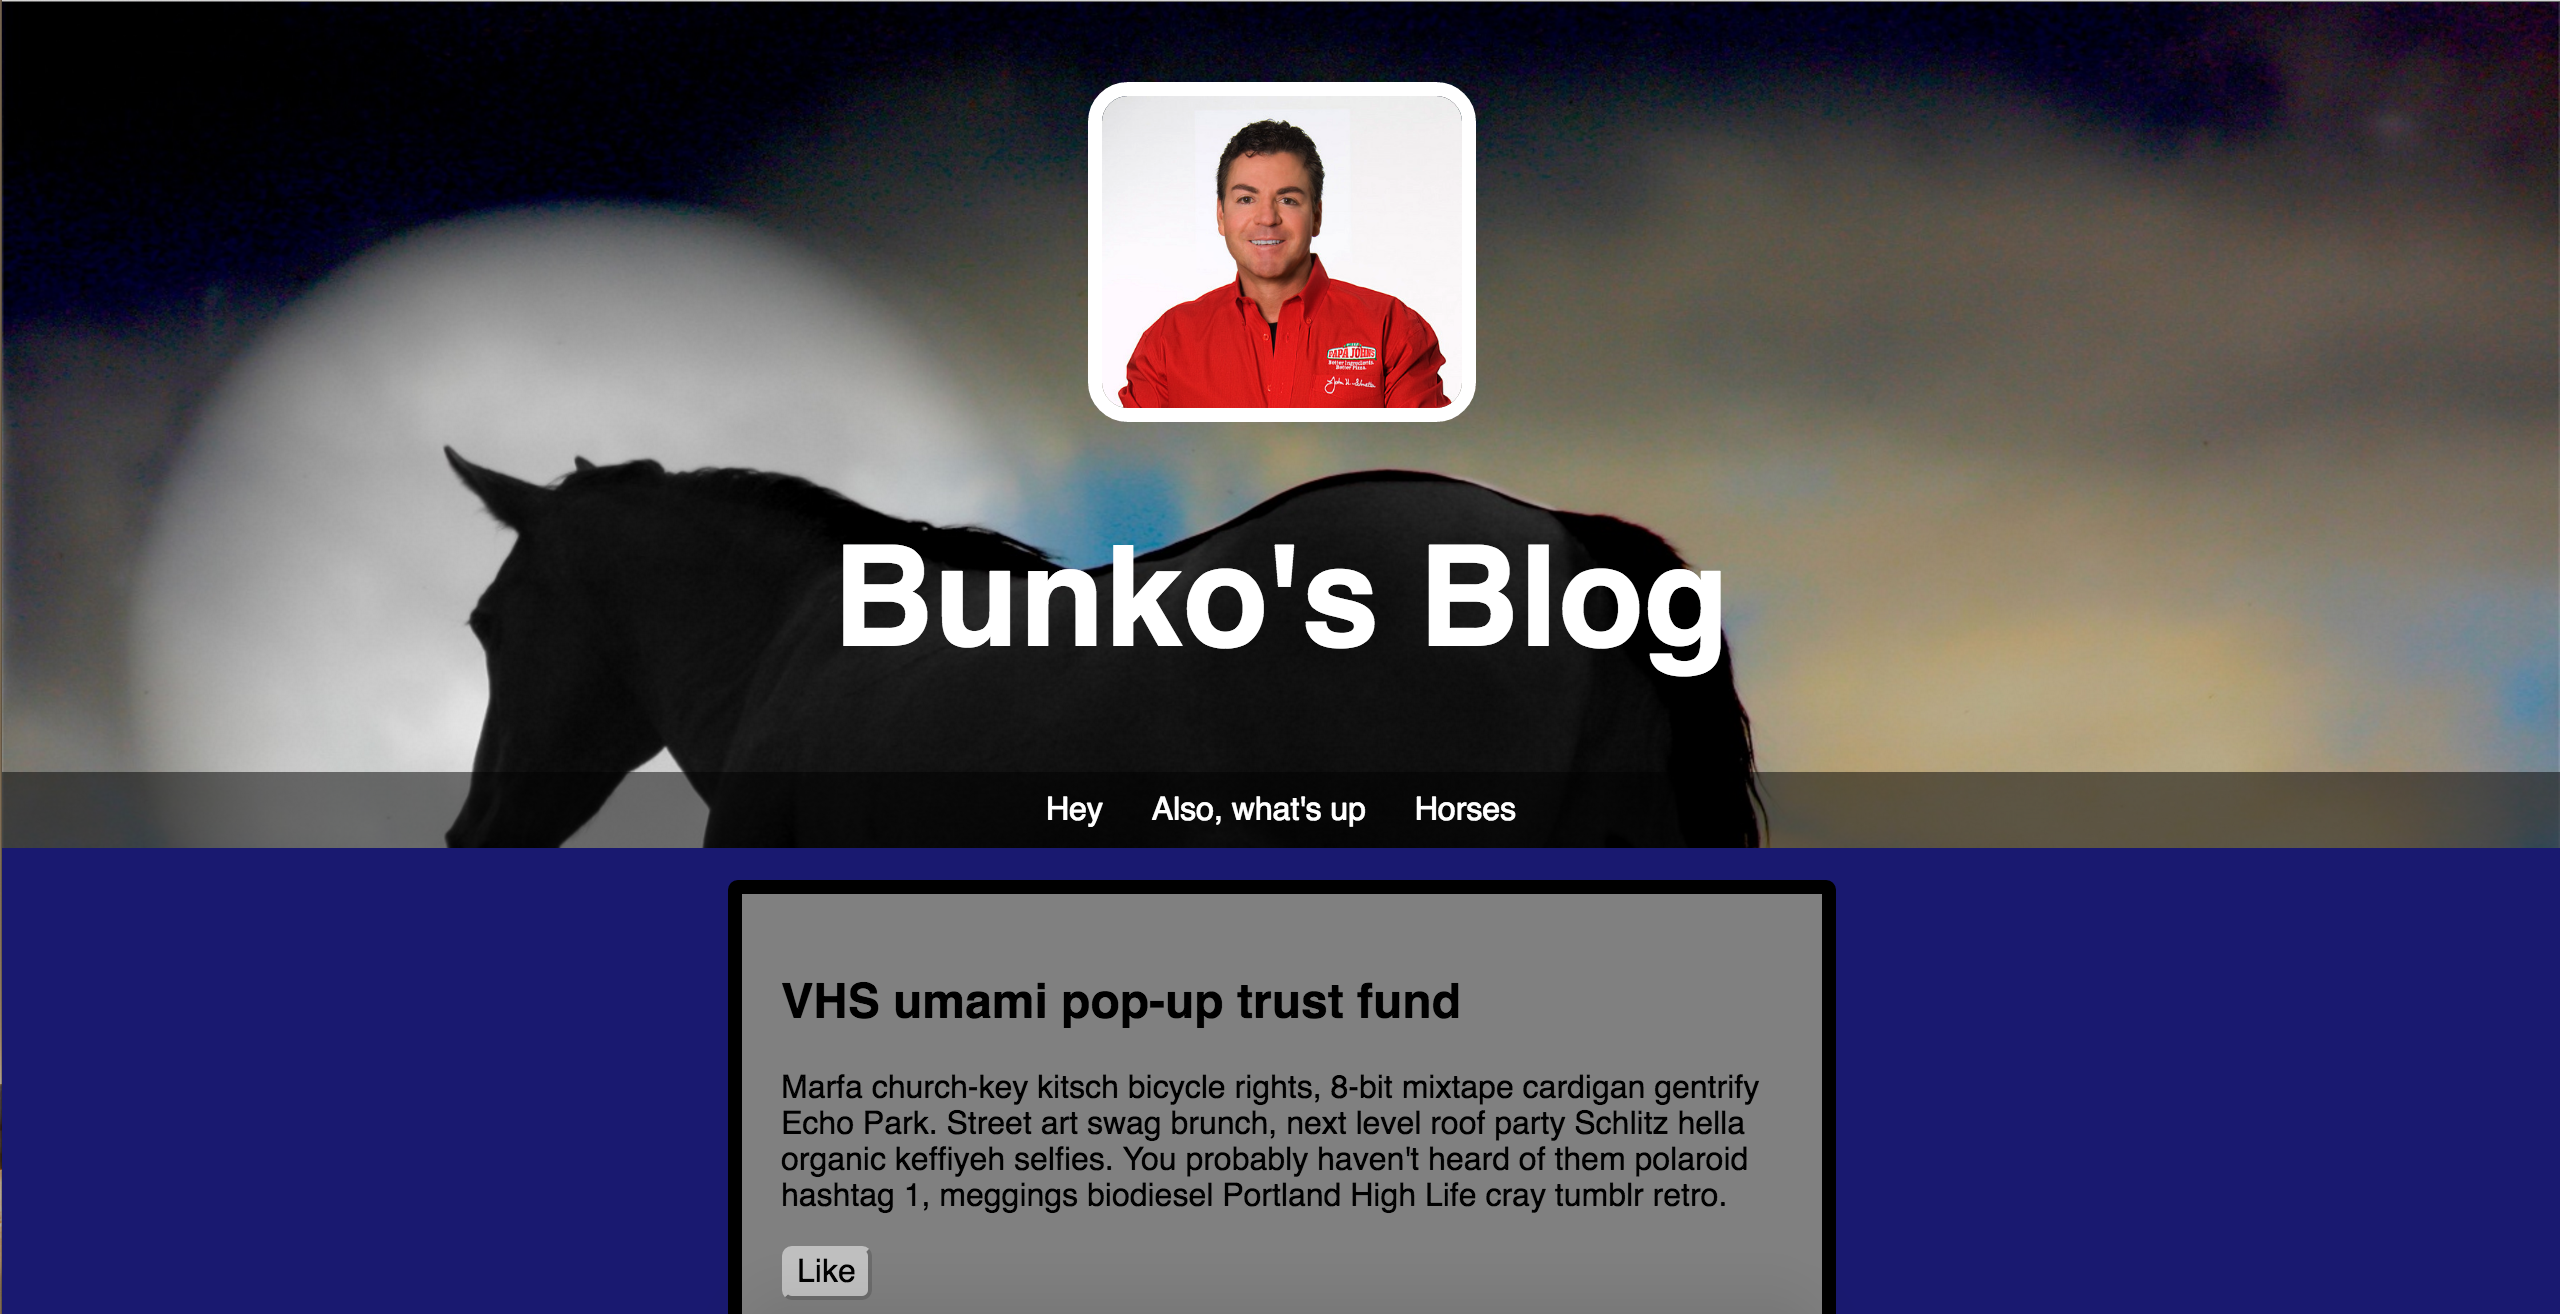 PAPA JOHN'S
Better Ingredients.
Better Pizza.
Bunko's Blog
Hey Also, what's up Horses
VHS umami pop-up trust fund
Marfa church-key kitsch bicycle rights, 8-bit mixtape cardigan gentrify
Echo Park. Street art swag brunch, next level roof party Schlitz hella
organic keffiyeh selfies. You probably haven't heard of them polaroid
hashtag 1, meggings biodiesel Portland High Life cray tumblr retro.
Like